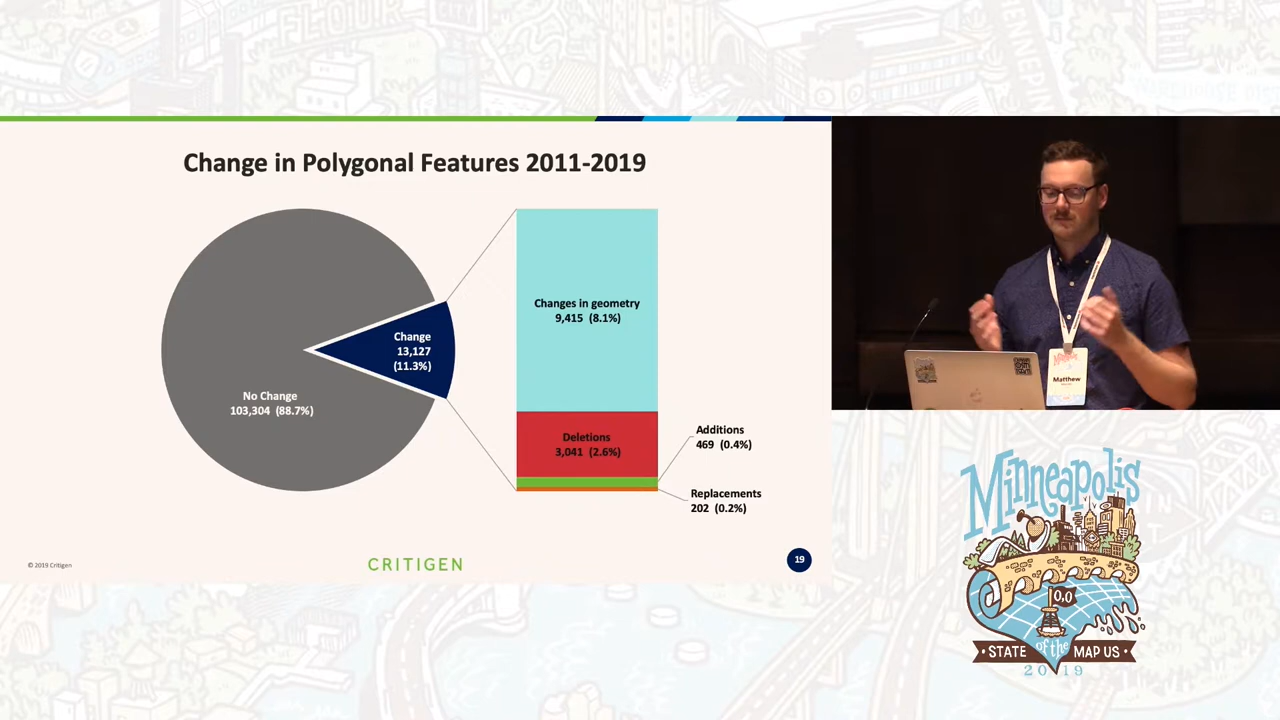 Change in Polygonal Features 2011-2019
Changes in geometry
9,415 (8.1%)
Change
13,127
(11.3%)
No Change
103,304 (88.7%)
Deletions
3,041 (2.6%)
Additions
469 (0.4%)
Replacements
202 (0.2%)
© 2019 Critigen
CRITIGEN
19
Matthew
Minneapolis
0,0
STATE of the MAP US
2019